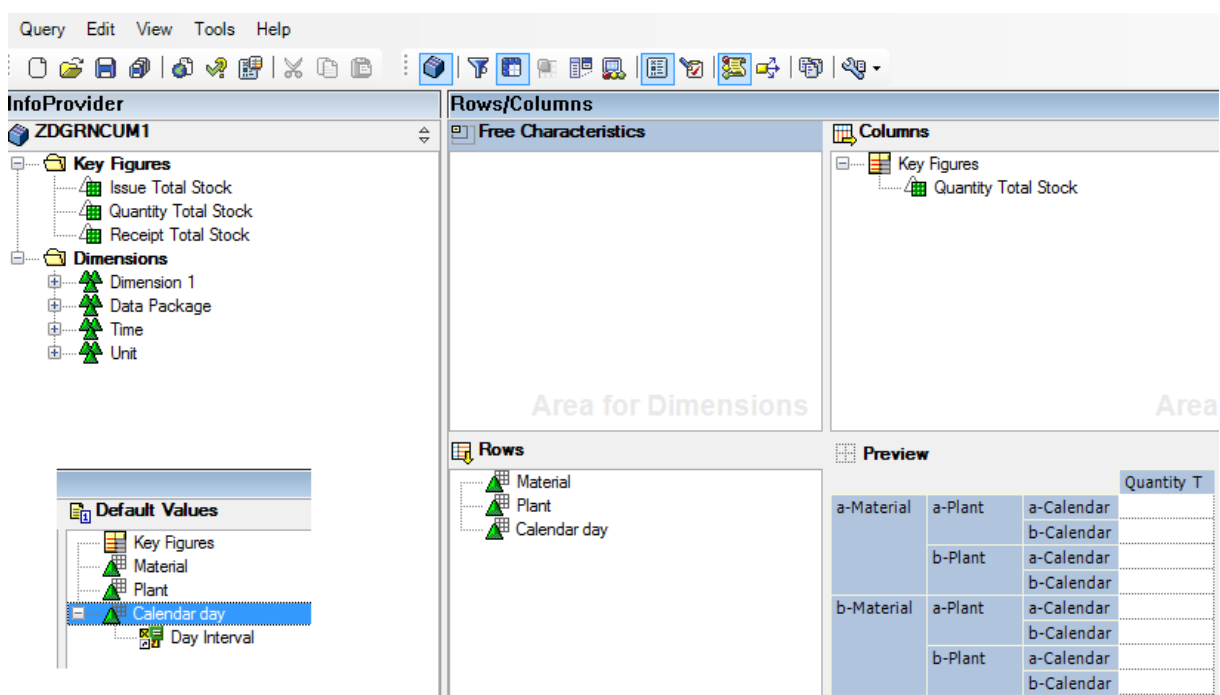 Query Edit View Tools Help
InfoProvider
ZDGRNCUM1
Key Figures
Issue Total Stock
Quantity Total Stock
Receipt Total Stock
Dimensions
Dimension 1
Data Package
Time
Unit
Default Values
Key Figures
Material
Plant
Calendar day
Day Interval
Rows/Columns
Free Characteristics
Area for Dimensions
Columns
Key Figures
Quantity Total Stock
Area
Rows
Material
Plant
Calendar day
Preview
Quantity T
a-Material a-Plant a-Calendar
b-Calendar
b-Plant a-Calendar
b-Calendar
b-Material a-Plant a-Calendar
b-Calendar
b-Plant a-Calendar
b-Calendar